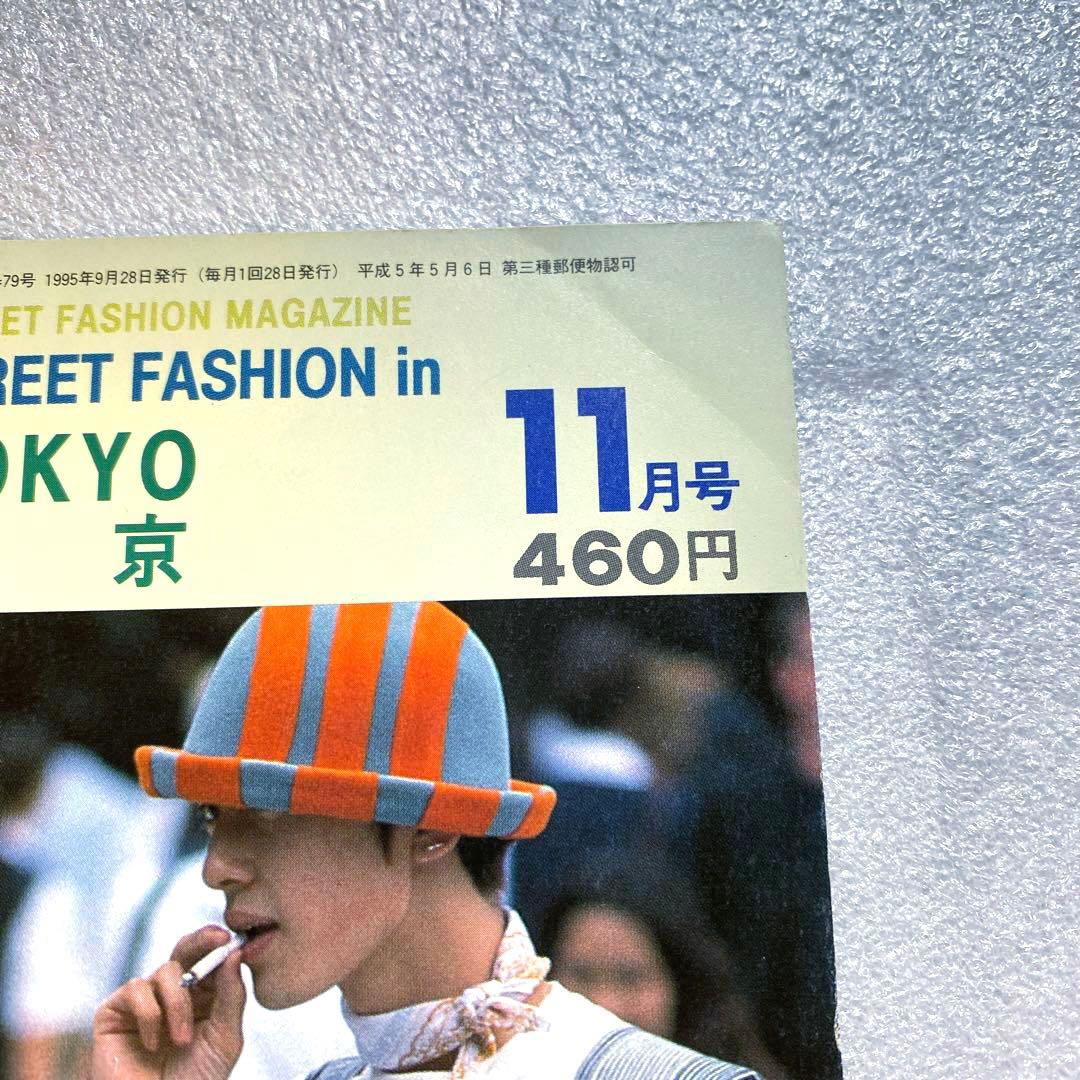 79号 1995年9月28日発行（毎月1回28日発行） 平成5年5月6日 第三種郵便物認可
EET FASHION MAGAZINE
REET FASHION in
OKYO
京
11月号
460円